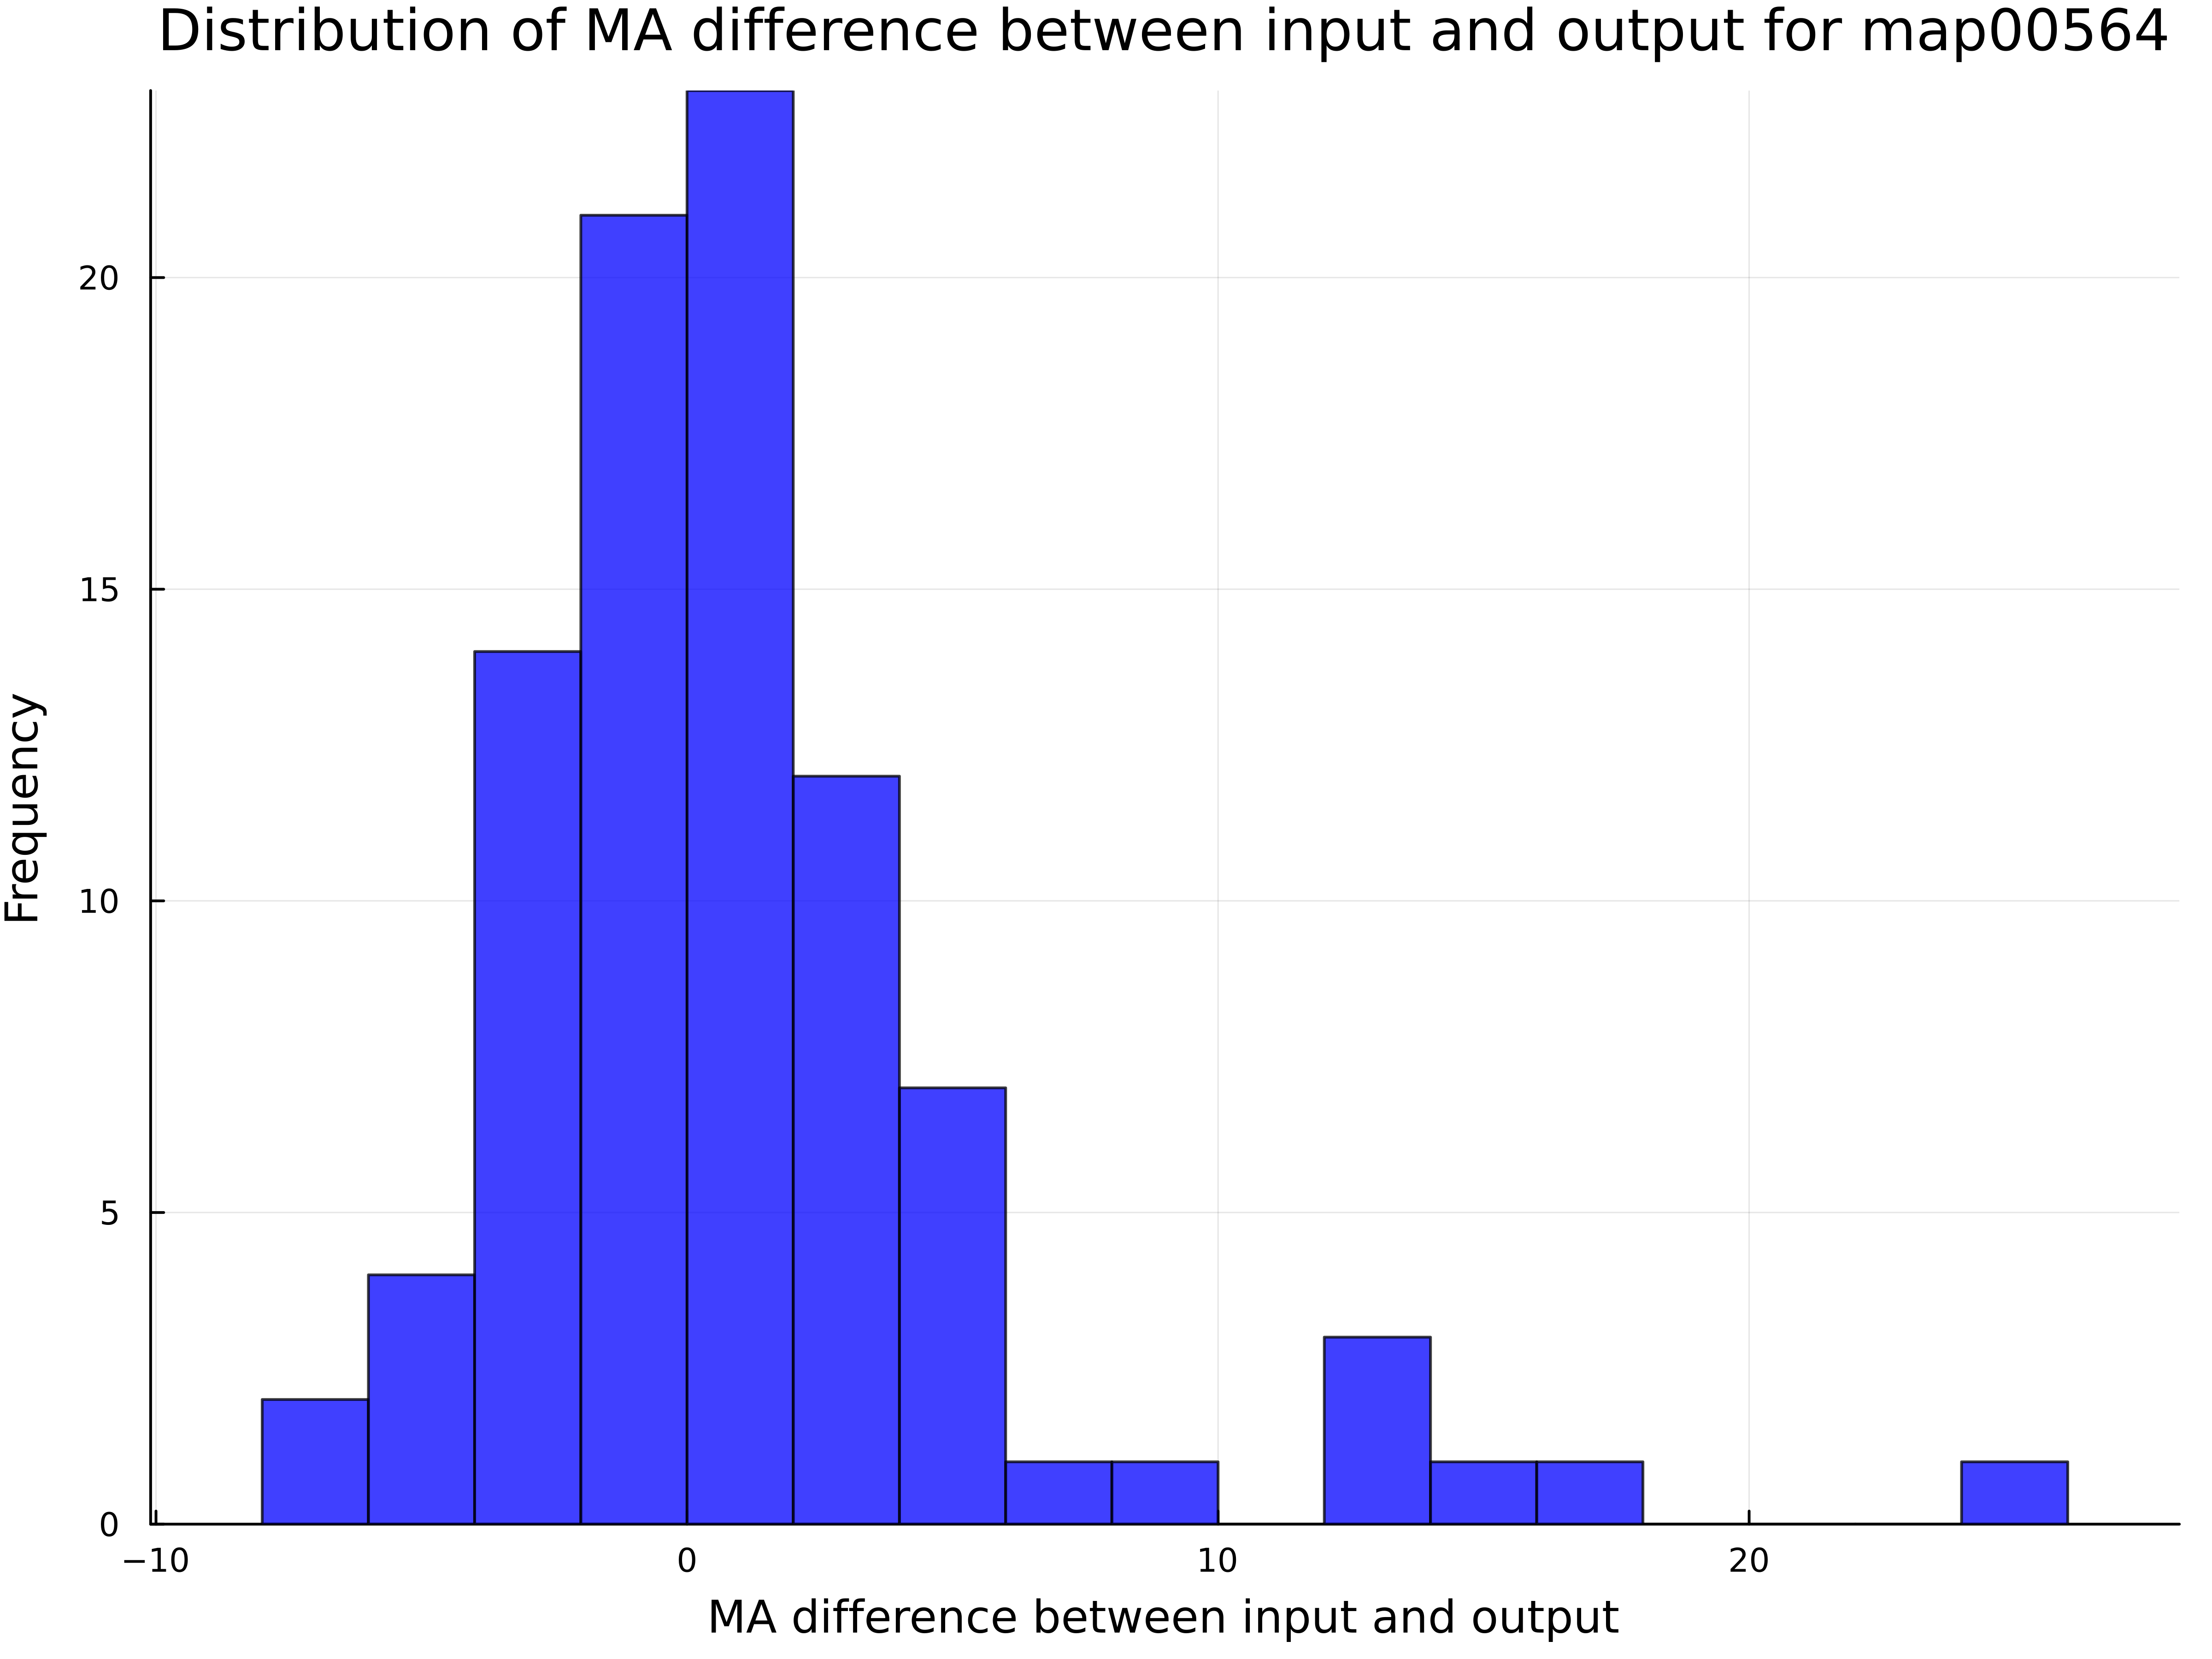 Distribution of MA difference between input and output for map00564
Frequency
20
15
10
5
0
−10 0 10 20
MA difference between input and output